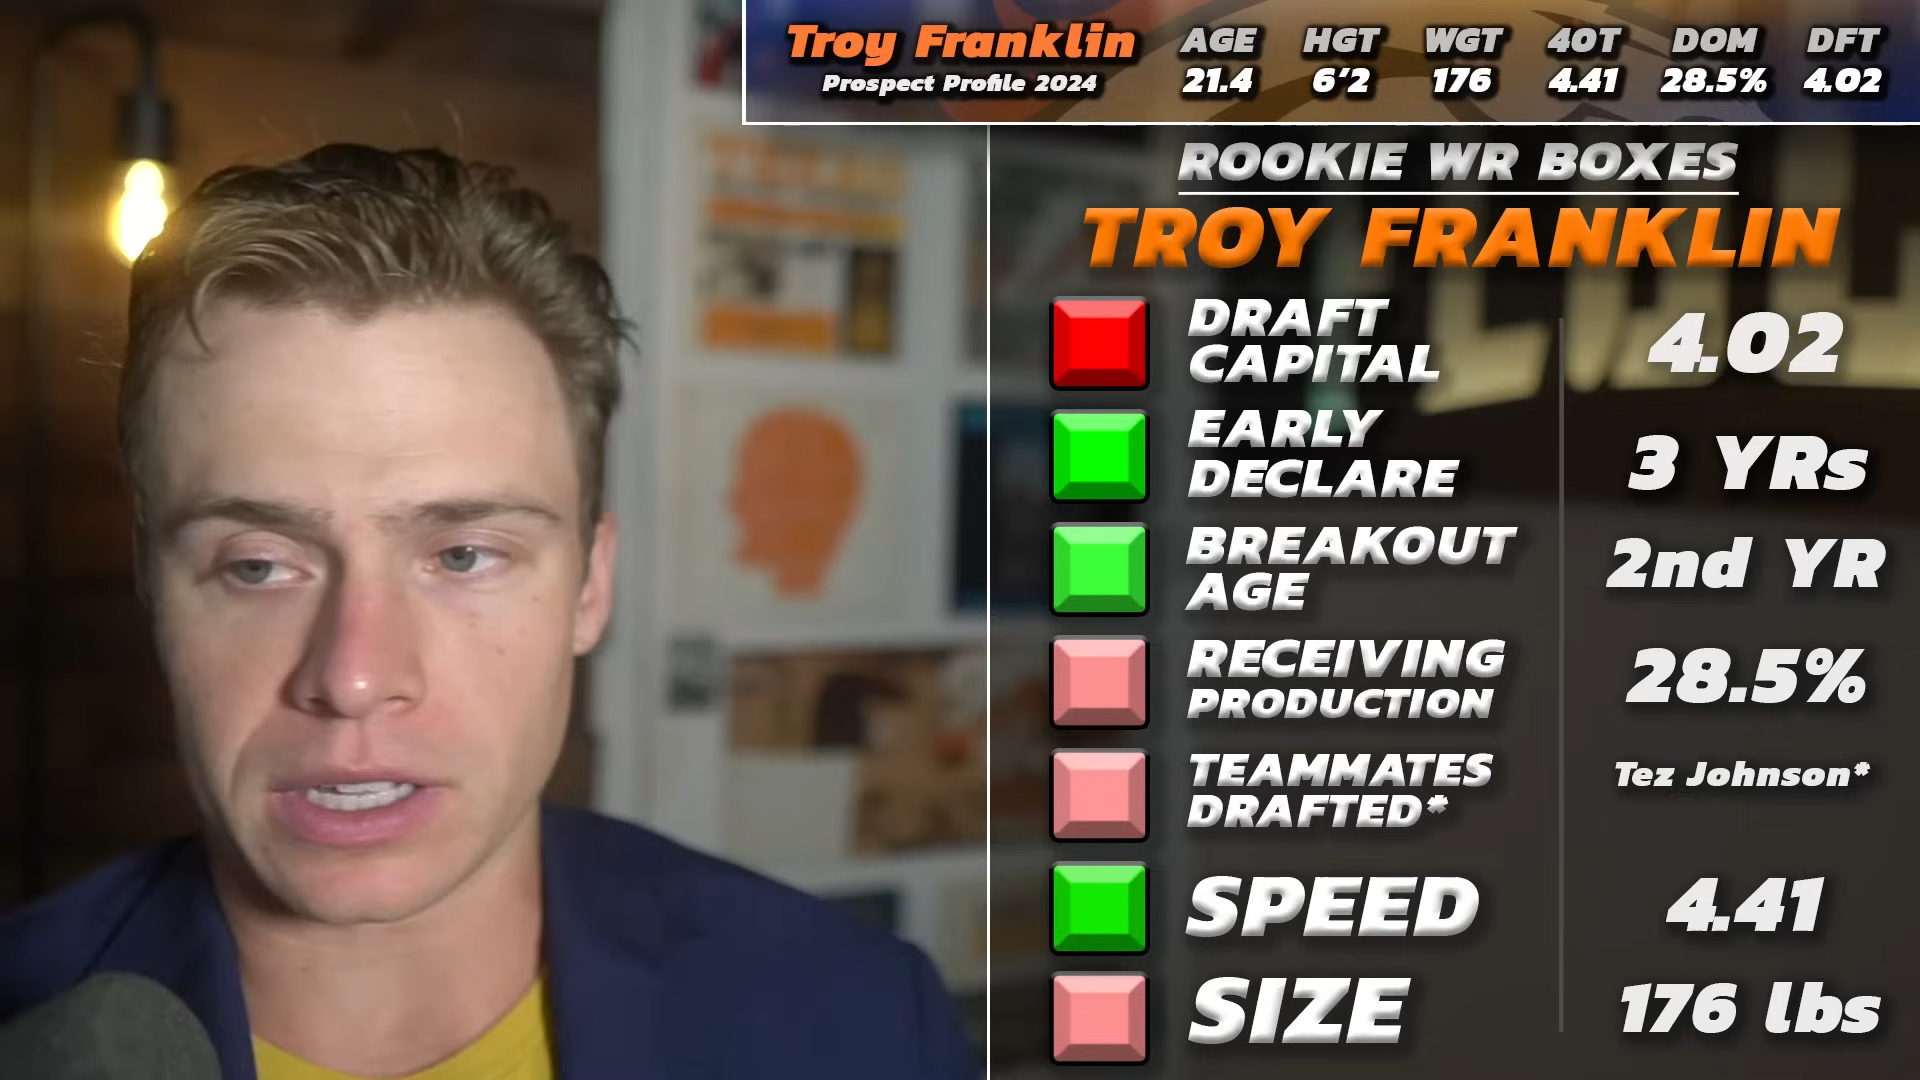 Troy Franklin
Prospect Profile 2024
AGE HGT WGT 40T DOM DFT
21.4 6'2 176 4.41 28.5% 4.02
ROOKIE WR BOXES
TROY FRANKLIN
DRAFT
CAPITAL
4.02
EARLY
DECLARE
3 YRs
BREAKOUT
AGE
2nd YR
RECEIVING
PRODUCTION
28.5%
TEAMMATES
DRAFTED*
Tez Johnson*
SPEED
4.41
SIZE
176 lbs